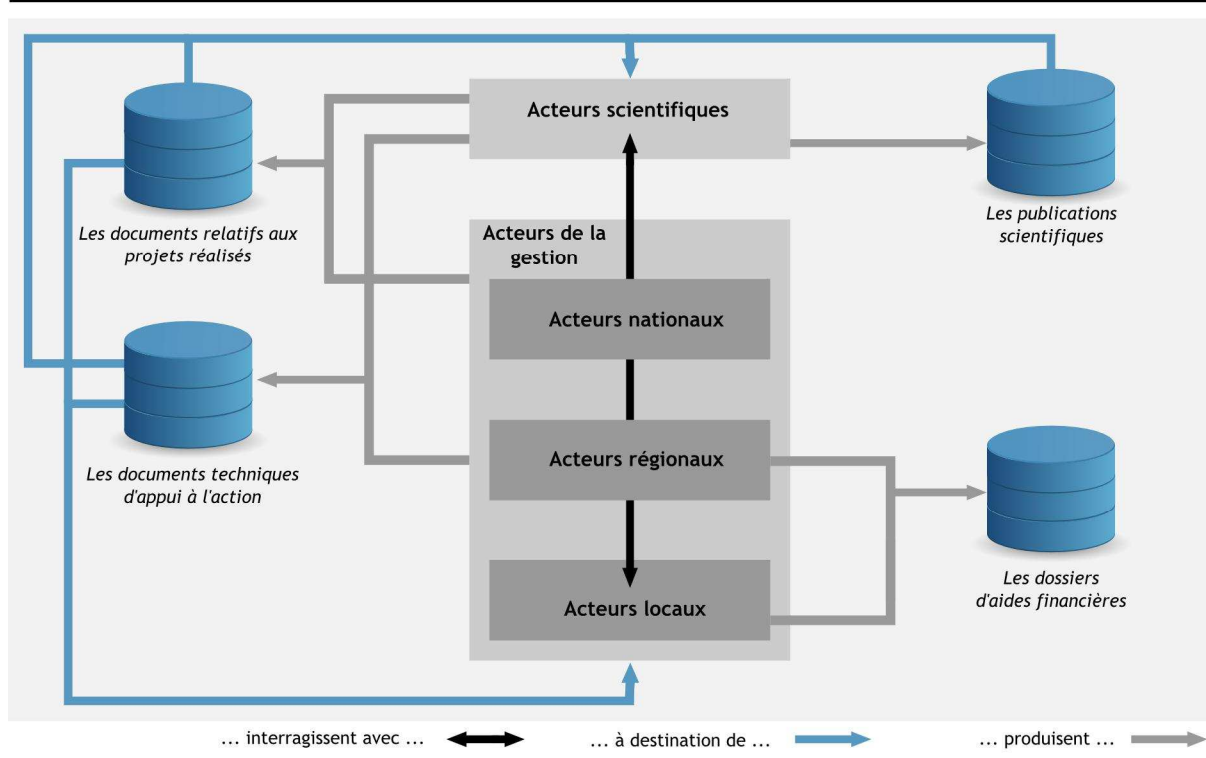 Acteurs scientifiques
Les documents relatifs aux
projets réalisés
Les publications
scientifiques
Acteurs de la
gestion
Acteurs nationaux
Les documents techniques
d'appui à l'action
Acteurs régionaux
Les dossiers
d'aides financières
Acteurs locaux
... interragissent avec ...
... à destination de ...
... produisent ...